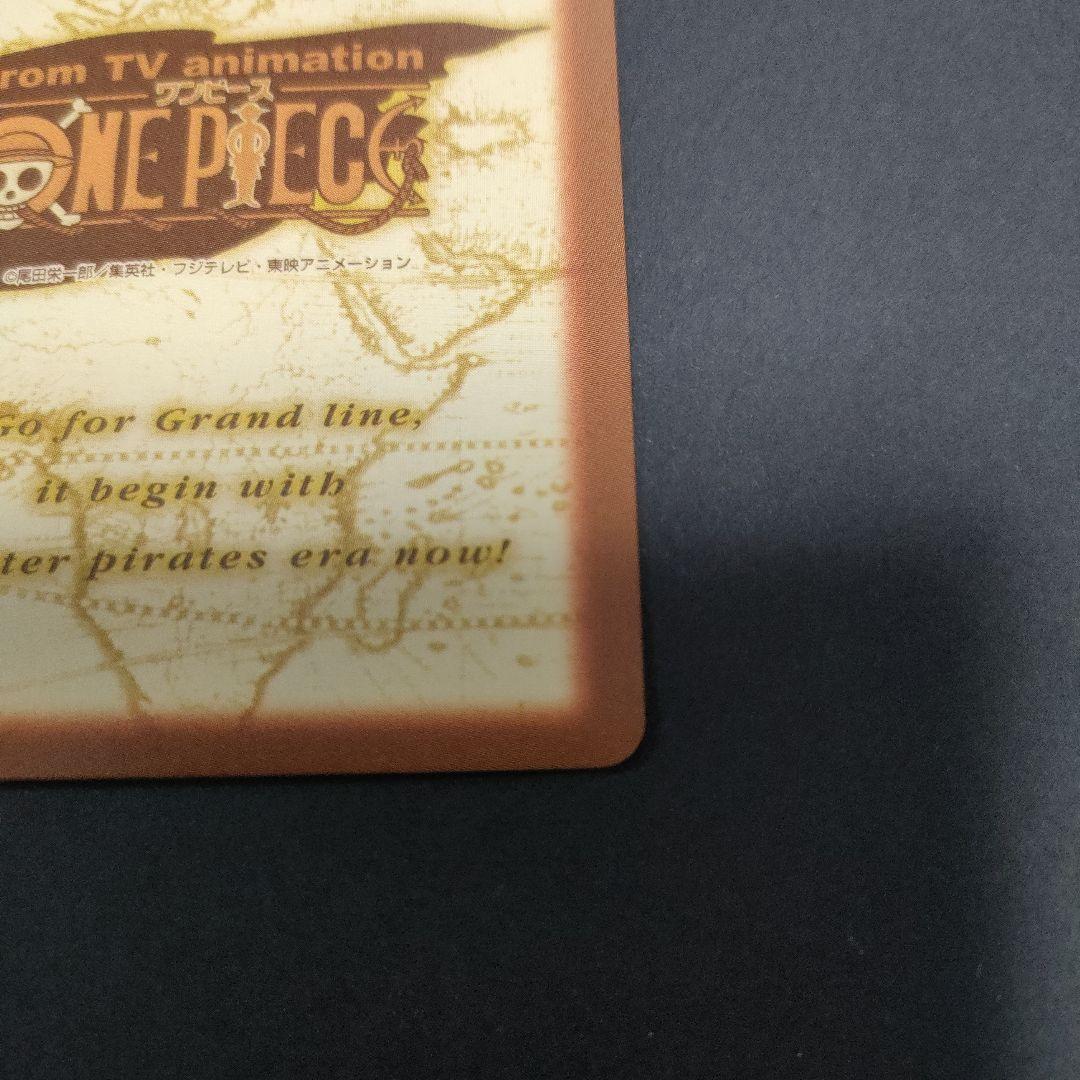 from TV animation
ワンピース
ONE PIECE
©尾田栄一郎／集英社・フジテレビ・東映アニメーション
Go for Grand line,
it begin with
pirates era now!